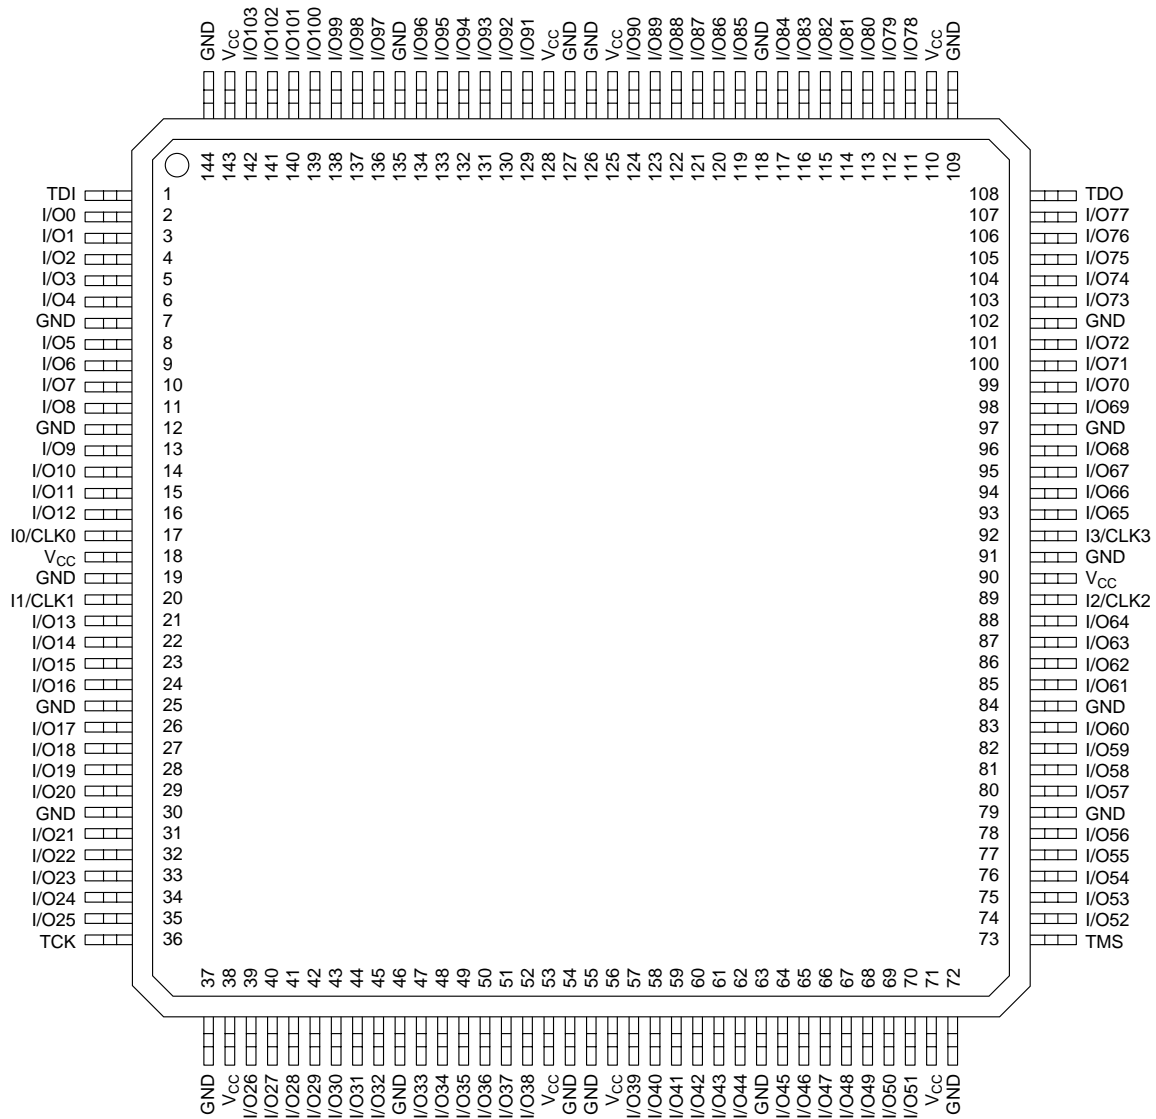 GND VCC I/O103 I/O102 I/O101 I/O100 I/O99 I/O98 I/O97 GND I/O96 I/O95 I/O94 I/O93 I/O92 I/O91 VCC GND GND VCC I/O90 I/O89 I/O88 I/O87 I/O86 I/O85 GND I/O84 I/O83 I/O82 I/O81 I/O80 I/O79 I/O78 VCC GND
144 143 142 141 140 139 138 137 136 135 134 133 132 131 130 129 128 127 126 125 124 123 122 121 120 119 118 117 116 115 114 113 112 111 110 109
TDI 1 108 TDO
I/O0 2 107 I/O77
I/O1 3 106 I/O76
I/O2 4 105 I/O75
I/O3 5 104 I/O74
I/O4 6 103 I/O73
GND 7 102 GND
I/O5 8 101 I/O72
I/O6 9 100 I/O71
I/O7 10 99 I/O70
I/O8 11 98 I/O69
GND 12 97 GND
I/O9 13 96 I/O68
I/O10 14 95 I/O67
I/O11 15 94 I/O66
I/O12 16 93 I/O65
I0/CLK0 17 92 I3/CLK3
VCC 18 91 GND
GND 19 90 VCC
I1/CLK1 20 89 I2/CLK2
I/O13 21 88 I/O64
I/O14 22 87 I/O63
I/O15 23 86 I/O62
I/O16 24 85 I/O61
GND 25 84 GND
I/O17 26 83 I/O60
I/O18 27 82 I/O59
I/O19 28 81 I/O58
I/O20 29 80 I/O57
GND 30 79 GND
I/O21 31 78 I/O56
I/O22 32 77 I/O55
I/O23 33 76 I/O54
I/O24 34 75 I/O53
I/O25 35 74 I/O52
TCK 36 73 TMS
37 38 39 40 41 42 43 44 45 46 47 48 49 50 51 52 53 54 55 56 57 58 59 60 61 62 63 64 65 66 67 68 69 70 71 72
GND VCC I/O26 I/O27 I/O28 I/O29 I/O30 I/O31 I/O32 GND I/O33 I/O34 I/O35 I/O36 I/O37 I/O38 VCC GND GND VCC I/O39 I/O40 I/O41 I/O42 I/O43 I/O44 GND I/O45 I/O46 I/O47 I/O48 I/O49 I/O50 I/O51 VCC GND